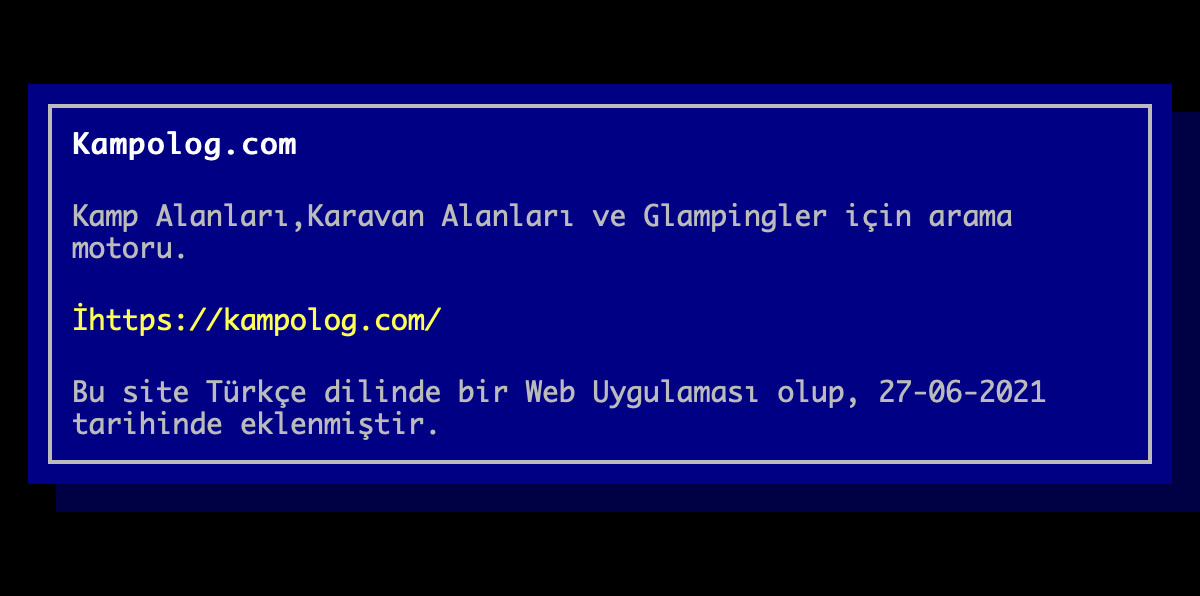 Kampolog.com
Kamp Alanları,Karavan Alanları ve Glampingler için arama
motoru.
İhttps://kampolog.com/
Bu site Türkçe dilinde bir Web Uygulaması olup, 27-06-2021
tarihinde eklenmiştir.